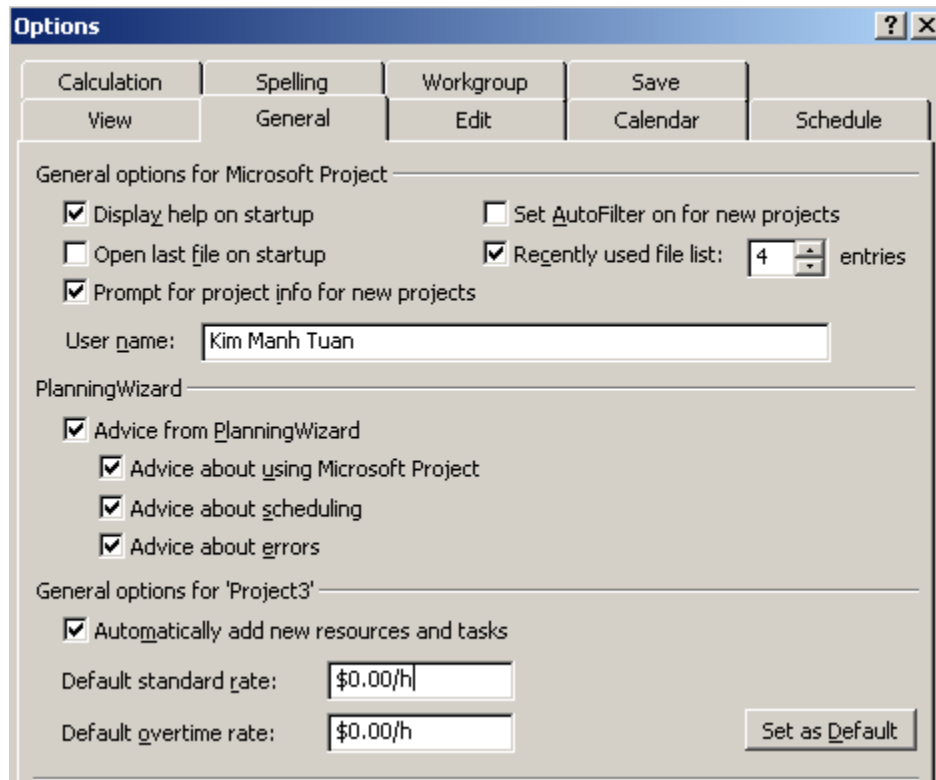 Options
Calculation Spelling Workgroup Save
View General Edit Calendar Schedule
General options for Microsoft Project
Display help on startup Set AutoFilter on for new projects
Open last file on startup Recently used file list: 4 entries
Prompt for project info for new projects
User name: Kim Manh Tuan
PlanningWizard
Advice from PlanningWizard
Advice about using Microsoft Project
Advice about scheduling
Advice about errors
General options for 'Project3'
Automatically add new resources and tasks
Default standard rate: $0.00/h
Default overtime rate: $0.00/h Set as Default